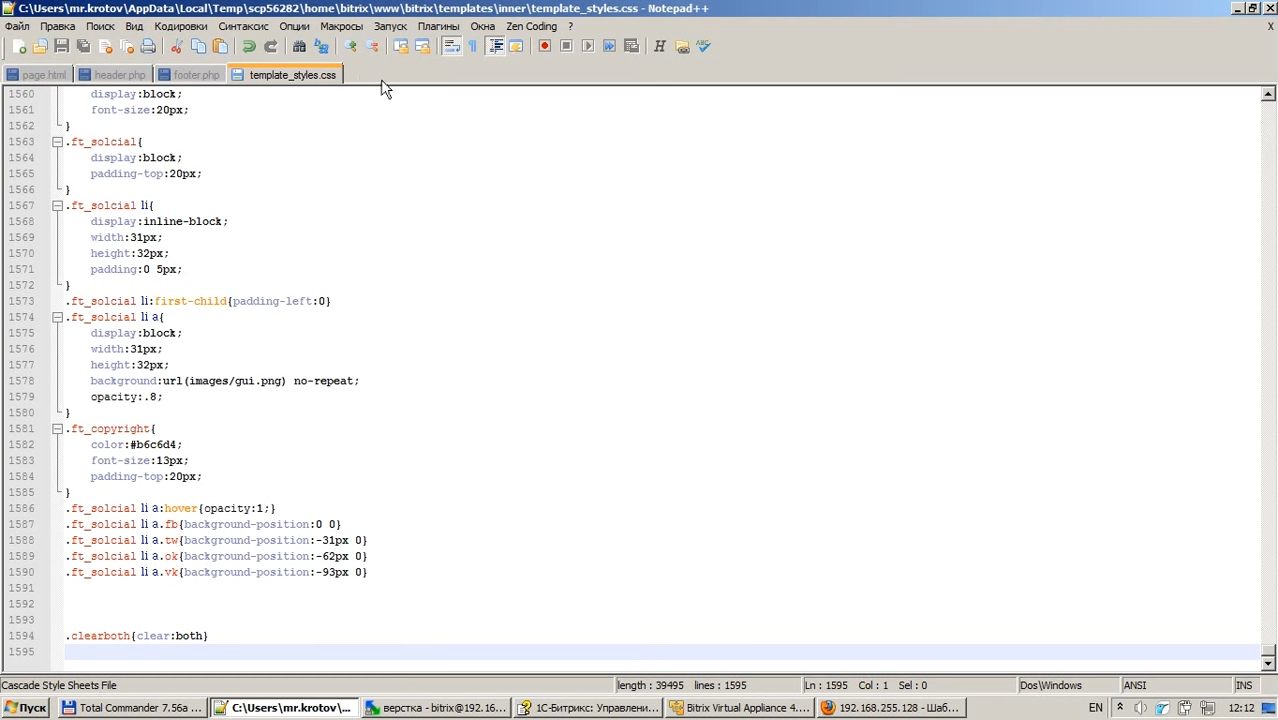 C:\Users\mr.krotov\AppData\Local\Temp\scp56282\home\bitrix\www\bitrix\templates\inner\template_styles.css - Notepad++
Файл Правка Поиск Вид Кодировки Синтаксис Опции Макросы Запуск Плагины Окна Zen Coding X
page.html header.php footer.php template_styles.css
1560 display:block;
1561 font-size:20px;
1562 }
1563 .ft_solcial{
1564 display:block;
1565 padding-top:20px;
1566 }
1567 .ft_solcial li{
1568 display:inline-block;
1569 width:31px;
1570 height:32px;
1571 padding:0 5px;
1572 }
1573 .ft_solcial li:first-child{padding-left:0}
1574 .ft_solcial li a{
1575 display:block;
1576 width:31px;
1577 height:32px;
1578 background:url(images/gui.png) no-repeat;
1579 opacity:.8;
1580 }
1581 .ft_copyright{
1582 color:#b6c6d4;
1583 font-size:13px;
1584 padding-top:20px;
1585 }
1586 .ft_solcial li a:hover{opacity:1;}
1587 .ft_solcial li a.fb{background-position:0 0}
1588 .ft_solcial li a.tw{background-position:-31px 0}
1589 .ft_solcial li a.ok{background-position:-62px 0}
1590 .ft_solcial li a.vk{background-position:-93px 0}
1591
1592
1593
1594 .clearboth{clear:both}
1595
Cascade Style Sheets File length : 39495 lines : 1595 Ln : 1595 Col : 1 Sel : 0 Dos\Windows ANSI INS
Пуск Total Commander 7.56a ... C:\Users\mr.krotov\... верстка - bitrix@192.16... 1С-Битрикс: Управлени... Bitrix Virtual Appliance 4.... 192.168.255.128 - Шаб... EN 12:12